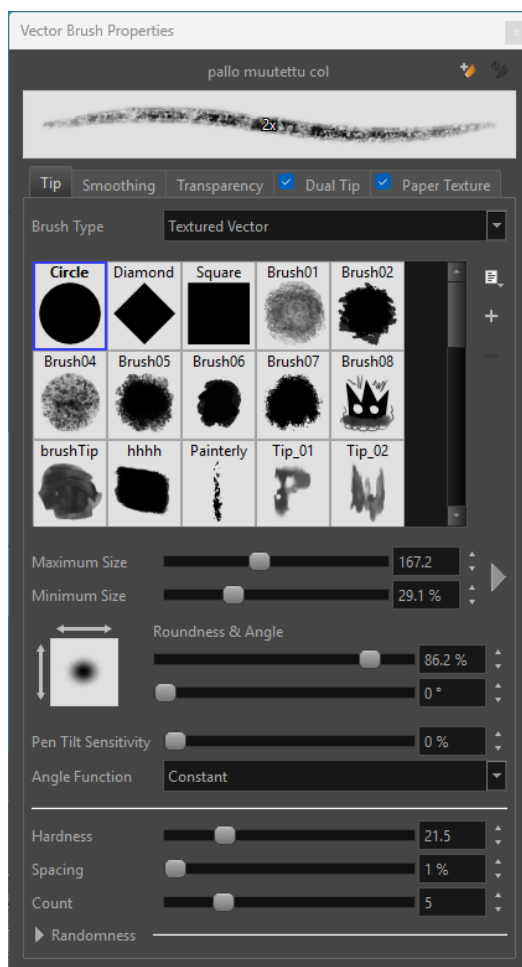 Vector Brush Properties
x
pallo muutettu col
2x
Tip Smoothing Transparency Dual Tip Paper Texture
Brush Type Textured Vector
Circle Diamond Square Brush01 Brush02
Brush04 Brush05 Brush06 Brush07 Brush08
brushTip hhhh Painterly Tip_01 Tip_02
Maximum Size 167.2
Minimum Size 29.1 %
Roundness & Angle
86.2 %
0 °
Pen Tilt Sensitivity 0 %
Angle Function Constant
Hardness 21.5
Spacing 1 %
Count 5
Randomness